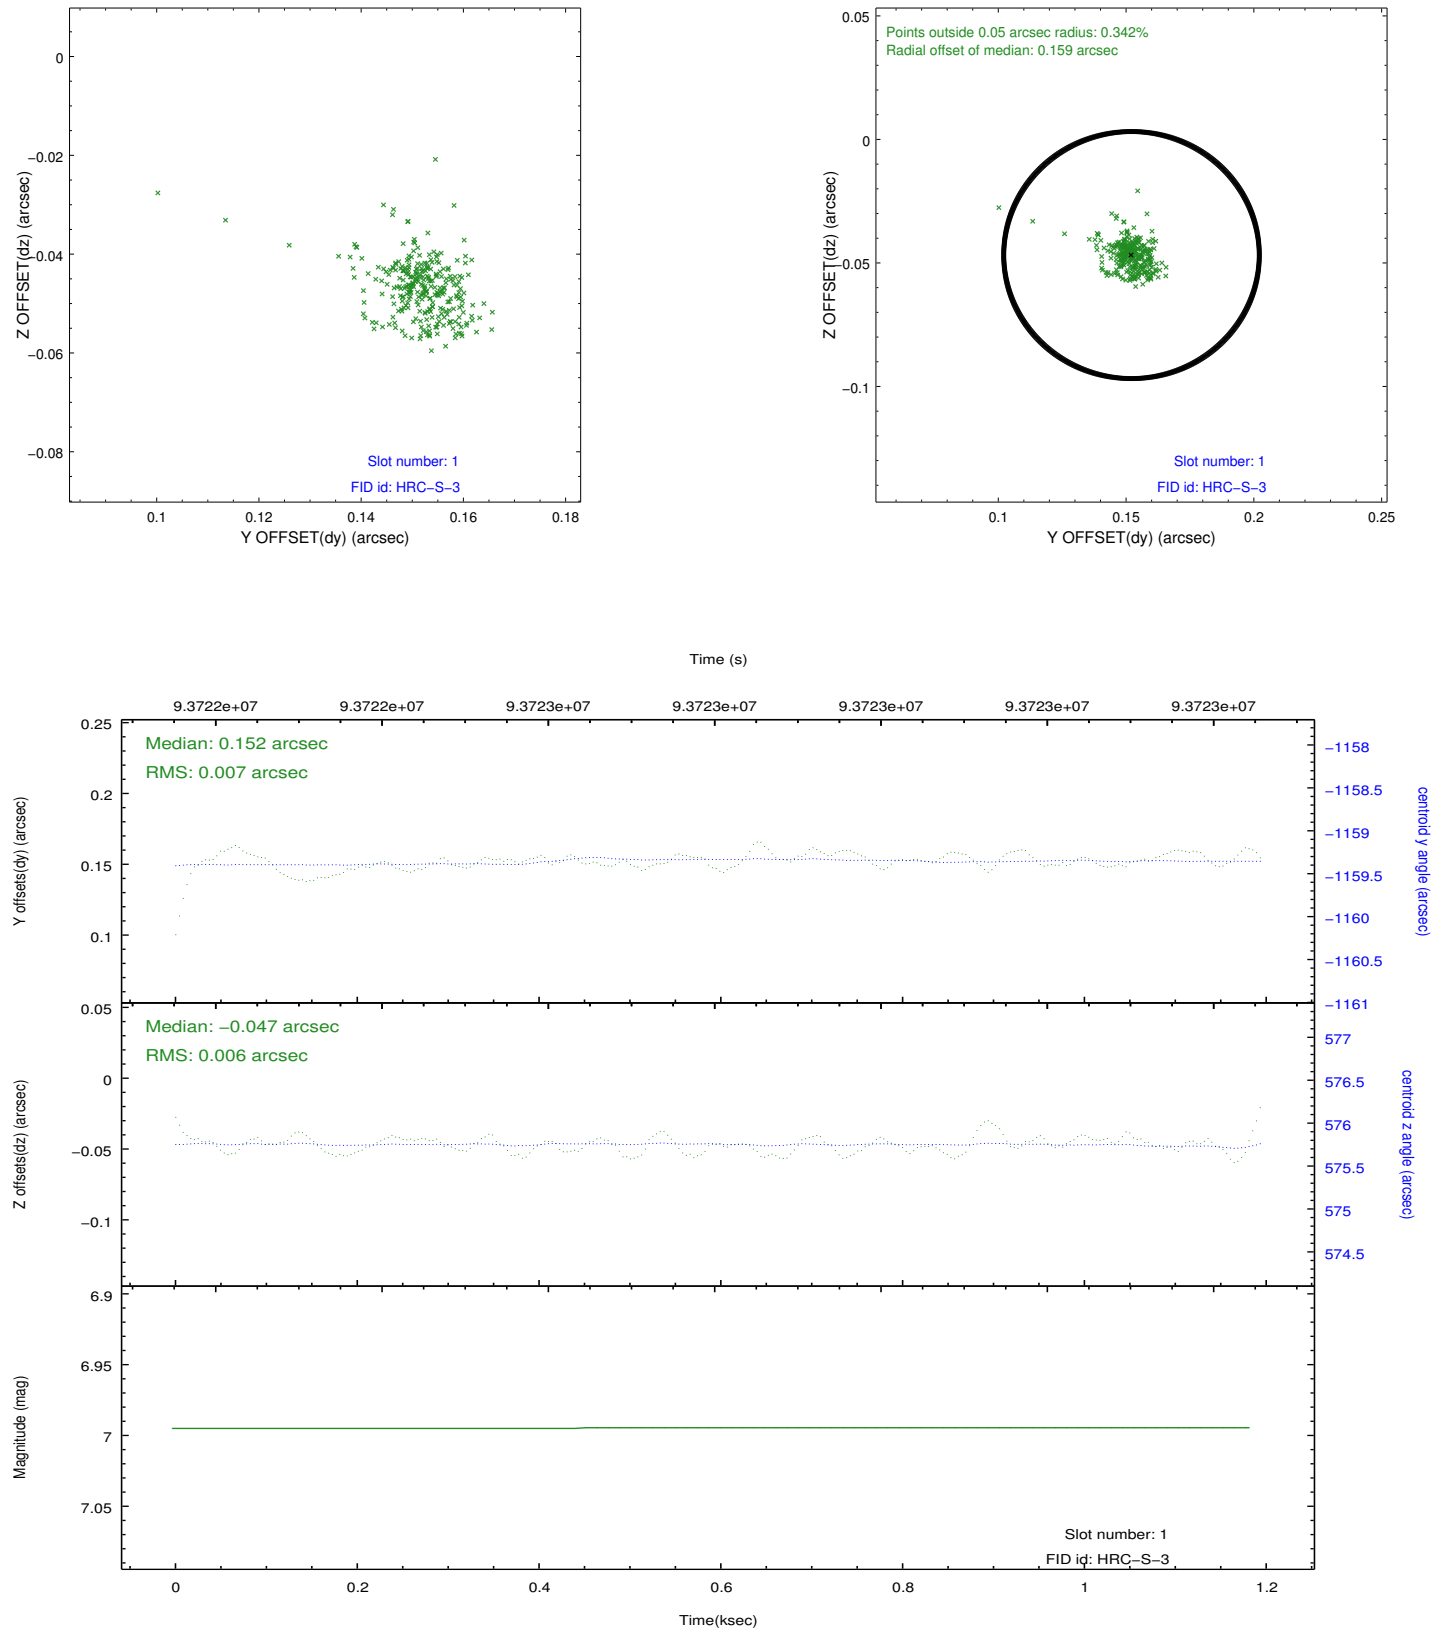 0
−0.02
−0.04
−0.06
−0.08
Z OFFSET(dz) (arcsec)
0.1 0.12 0.14 0.16 0.18
Y OFFSET(dy) (arcsec)
Slot number: 1
FID id: HRC−S−3
Points outside 0.05 arcsec radius: 0.342%
Radial offset of median: 0.159 arcsec
0.05
0
−0.05
−0.1
Z OFFSET(dz) (arcsec)
0.1 0.15 0.2 0.25
Y OFFSET(dy) (arcsec)
Slot number: 1
FID id: HRC−S−3
Time (s)
9.3722e+07 9.3722e+07 9.3723e+07 9.3723e+07 9.3723e+07 9.3723e+07 9.3723e+07
Median: 0.152 arcsec
RMS: 0.007 arcsec
0.25
0.2
0.15
0.1
Y offsets(dy) (arcsec)
−1158
−1158.5
−1159
−1159.5
−1160
−1160.5
−1161
centroid y angle (arcsec)
Median: −0.047 arcsec
RMS: 0.006 arcsec
0.05
0
−0.05
−0.1
Z offsets(dz) (arcsec)
577
576.5
576
575.5
575
574.5
centroid z angle (arcsec)
6.9
6.95
7
7.05
Magnitude (mag)
Slot number: 1
FID id: HRC−S−3
0 0.2 0.4 0.6 0.8 1 1.2
Time(ksec)